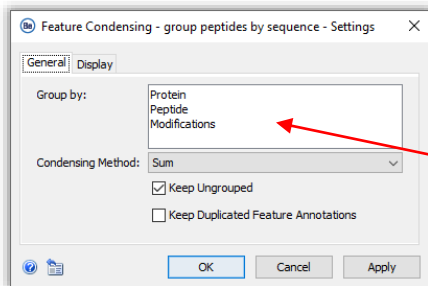 Be Feature Condensing - group peptides by sequence - Settings
General Display
Group by:
Protein
Peptide
Modifications
Condensing Method: Sum
Keep Ungrouped
Keep Duplicated Feature Annotations
OK Cancel Apply